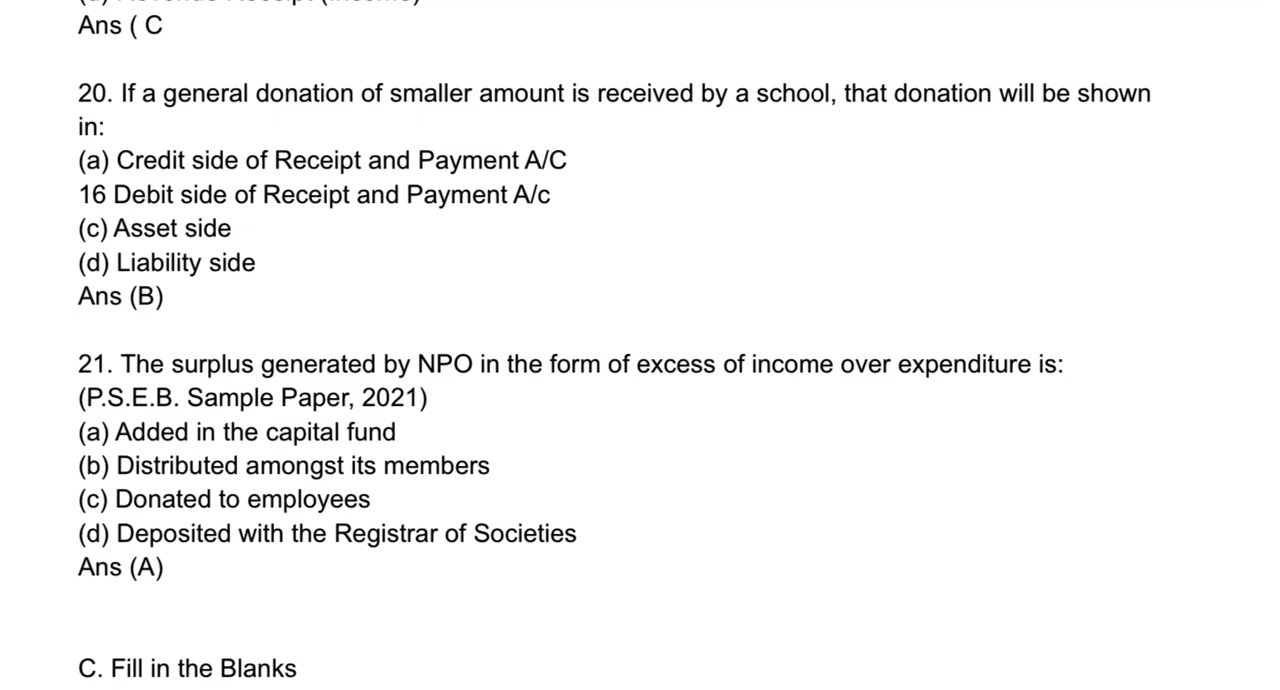 Ans ( C
20. If a general donation of smaller amount is received by a school, that donation will be shown
in:
(a) Credit side of Receipt and Payment A/C
16 Debit side of Receipt and Payment A/c
(c) Asset side
(d) Liability side
Ans (B)
21. The surplus generated by NPO in the form of excess of income over expenditure is:
(P.S.E.B. Sample Paper, 2021)
(a) Added in the capital fund
(b) Distributed amongst its members
(c) Donated to employees
(d) Deposited with the Registrar of Societies
Ans (A)
C. Fill in the Blanks